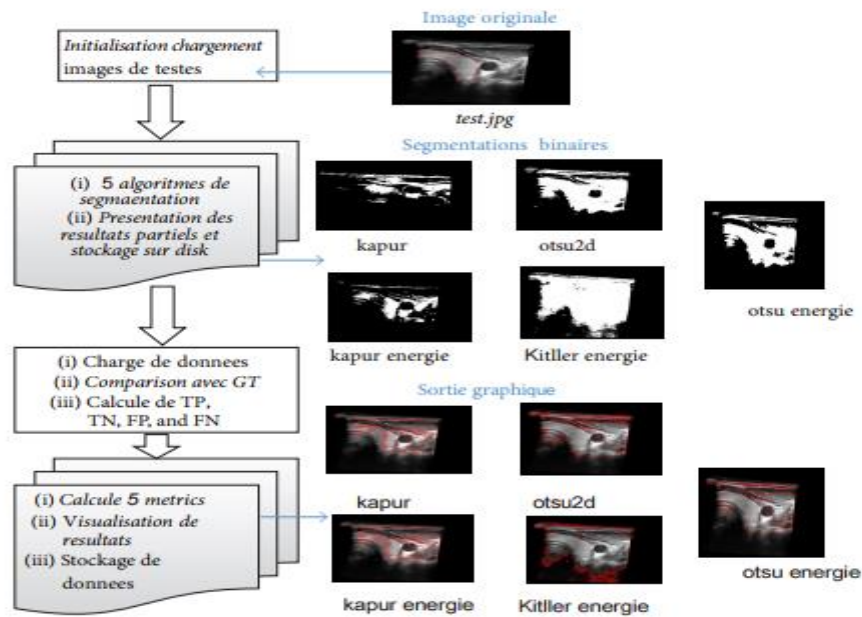 Image originale
Initialisation chargement
images de testes
test.jpg
Segmentations binaires
(i) 5 algoritmes de
segmaentation
(ii) Presentation des
resultats partiels et
stockage sur disk
kapur
otsu2d
otsu energie
kapur energie
Kitller energie
(i) Charge de donnees
(ii) Comparison avec GT
(iii) Calcule de TP,
TN, FP, and FN
Sortie graphique
kapur
otsu2d
otsu energie
(i) Calcule 5 metrics
(ii) Visualisation de
resultats
(iii) Stockage de
donnees
kapur energie
Kitller energie